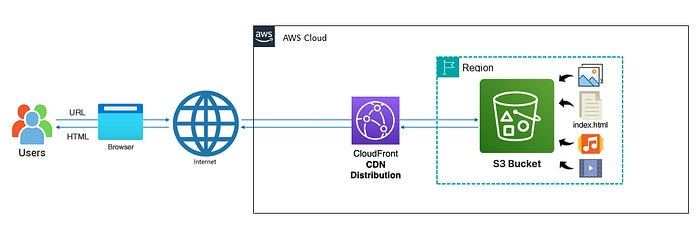 aws
AWS Cloud
Region
URL
HTML
Users
Browser
Internet
CloudFront
CDN
Distribution
S3 Bucket
index.html